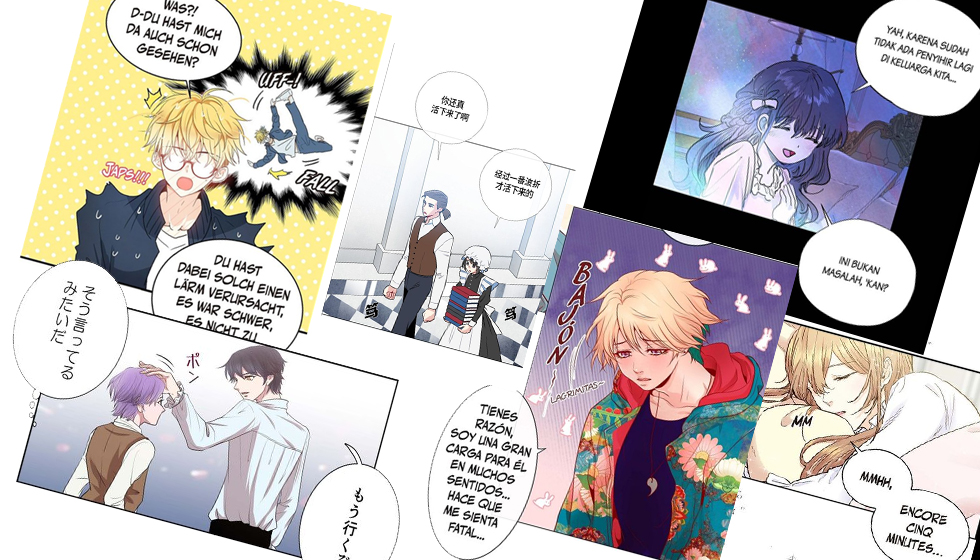 WAS?!
D-DU HAST MICH
DA AUCH SCHON
GESEHEN?
UFF-!
FALL
JAPS!!!
DU HAST
DABEI SOLCH EINEN
LÄRM VERURSACHT,
ES WAR SCHWER,
ES NICHT ZU
你还真
活下来了啊
经过一番波折
才活下来的
笃
笃
YAH, KARENA SUDAH
TIDAK ADA PENYIHIR LAGI
DI KELUARGA KITA...
INI BUKAN
MASALAH, 'KAN?
そう言ってる
みたいだ
ポン
もう行く
BAJÓN
LAGRIMITAS~
TIENES
RAZÓN,
SOY UNA GRAN
CARGA PARA ÉL
EN MUCHOS
SENTIDOS...
HACE QUE
ME SIENTA
FATAL...
MM
MMHH,
ENCORE
CINQ
MINUTES...